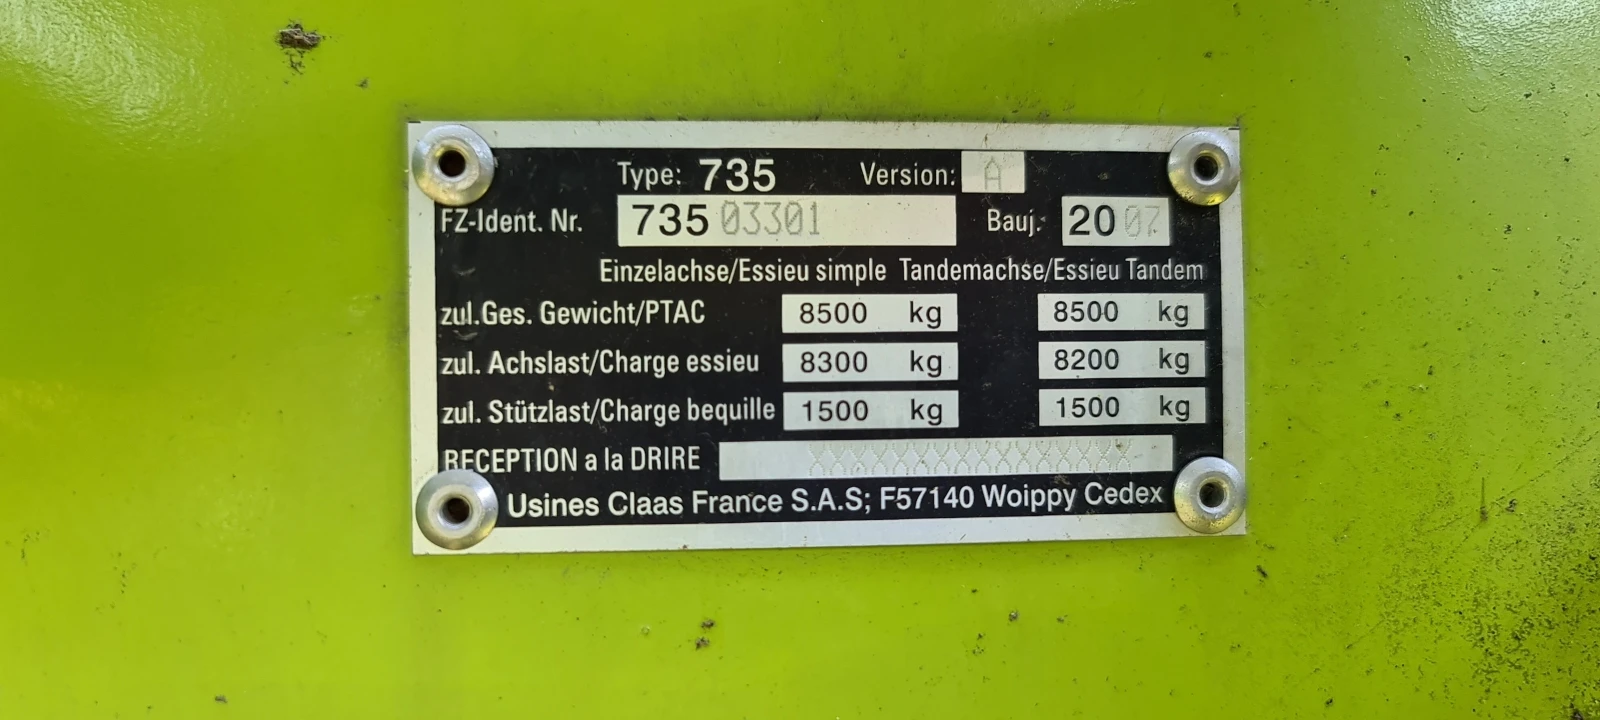 Type: 735 Version: A
FZ-Ident. Nr. 735 03301 Bauj. 2007
Einzelachse/Essieu simple Tandemachse/Essieu Tandem
zul.Ges. Gewicht/PTAC 8500 kg 8500 kg
zul. Achslast/Charge essieu 8300 kg 8200 kg
zul. Stützlast/Charge bequille 1500 kg 1500 kg
RECEPTION a la DRIRE XXXXXXXXXXXXXXXX
Usines Claas France S.A.S; F57140 Woippy Cedex